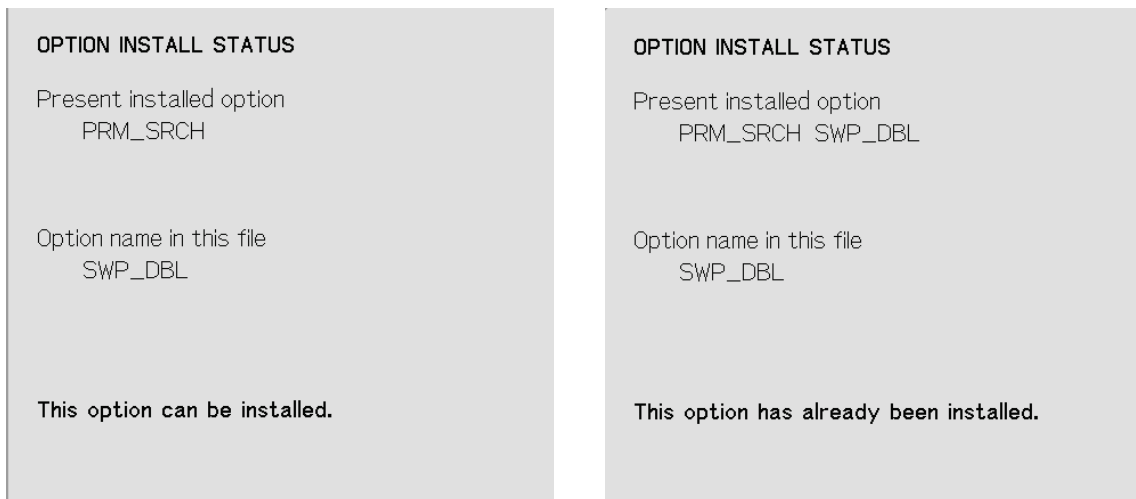 OPTION INSTALL STATUS
Present installed option
PRM_SRCH
Option name in this file
SWP_DBL
This option can be installed.
OPTION INSTALL STATUS
Present installed option
PRM_SRCH SWP_DBL
Option name in this file
SWP_DBL
This option has already been installed.